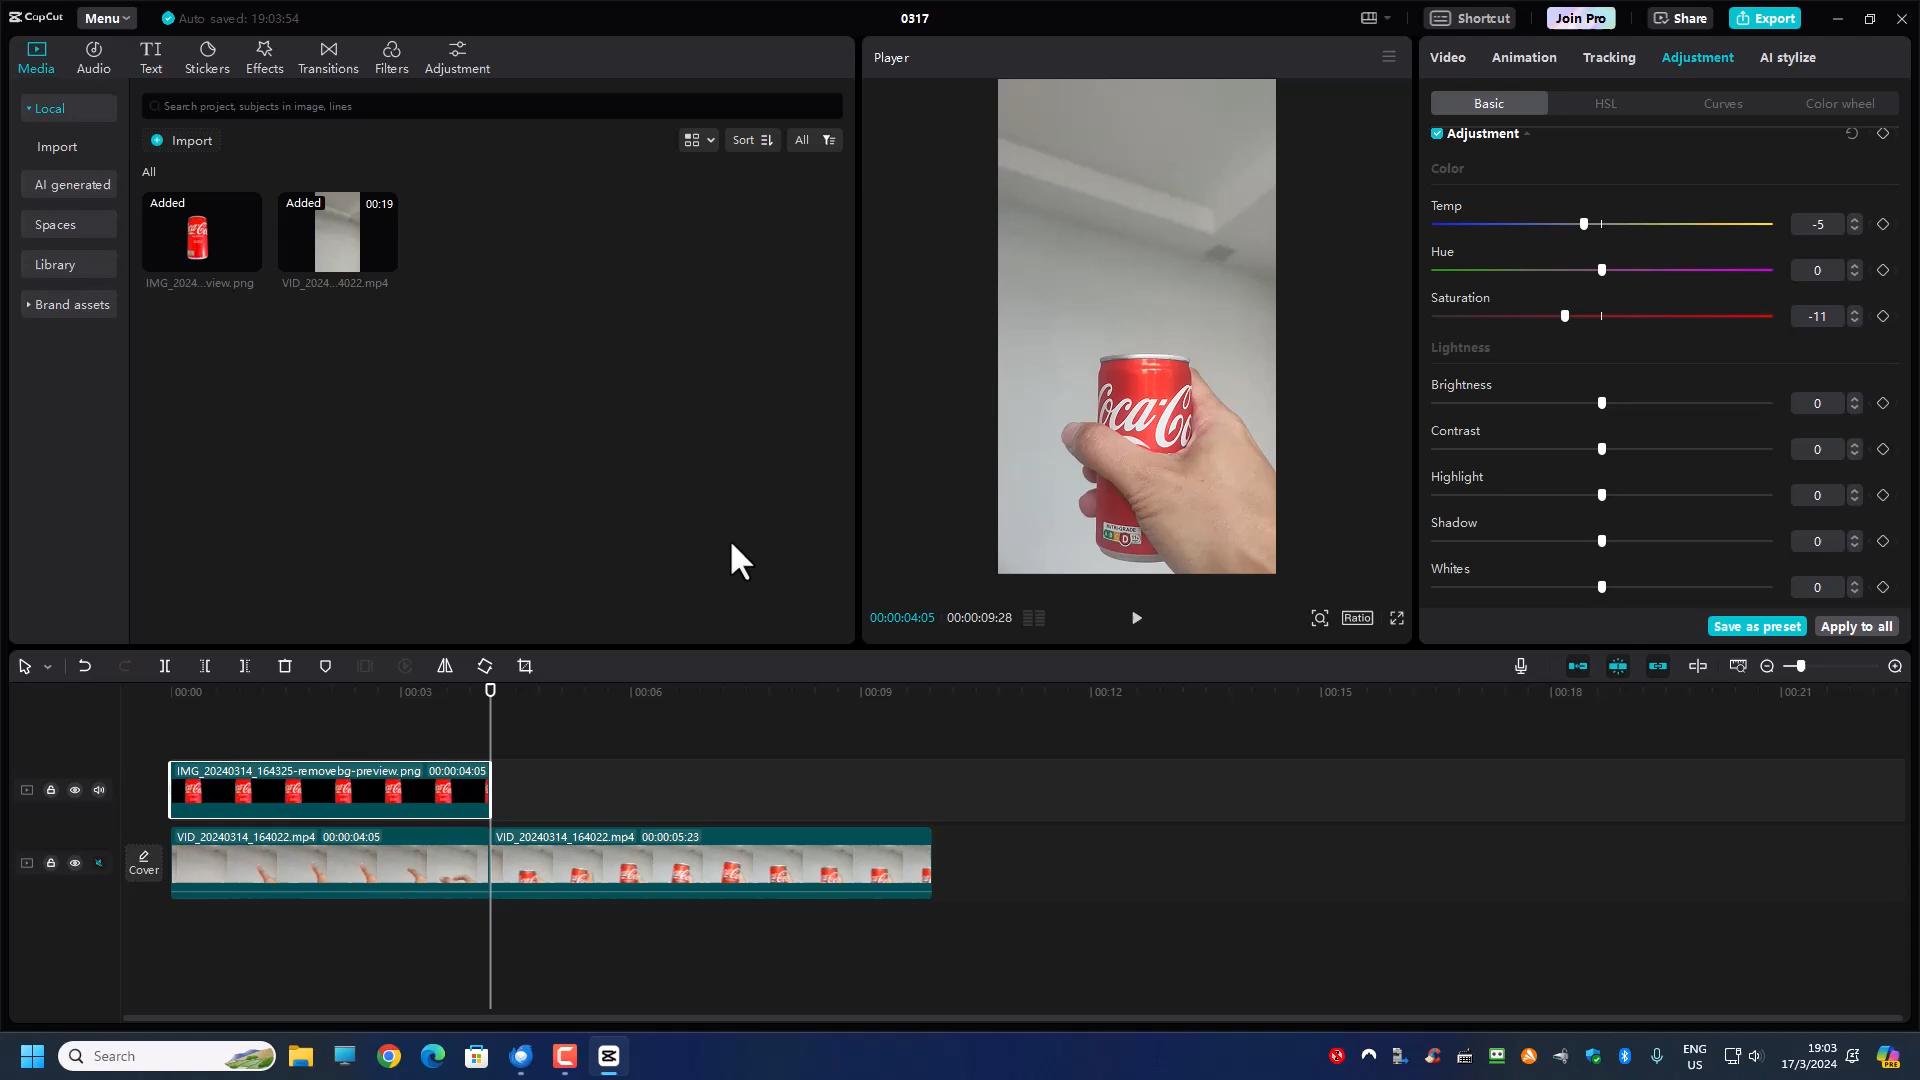 CapCut
Menu
Auto saved: 19:03:54
0317
Shortcut
Join Pro
Share
Export
Media
Audio
TI
Text
Stickers
Effects
Transitions
Filters
Adjustment
Local
Import
AI generated
Spaces
Library
Brand assets
Search project, subjects in image, lines
Import
Sort
All
All
Added
Added
00:19
IMG_2024...view.png
VID_2024...4022.mp4
Player
Coca-Co
NUTRI-GRADE
A B C D
00:00:04:05
00:00:09:28
Ratio
Video
Animation
Tracking
Adjustment
AI stylize
Basic
HSL
Curves
Color wheel
Adjustment
Color
Temp
-5
Hue
0
Saturation
-11
Lightness
Brightness
0
Contrast
0
Highlight
0
Shadow
0
Whites
0
Save as preset
Apply to all
00:00
00:03
00:06
00:09
00:12
00:15
00:18
00:21
IMG_20240314_164325-removebg-preview.png 00:00:04:05
Cover
VID_20240314_164022.mp4 00:00:04:05
VID_20240314_164022.mp4 00:00:05:23
Search
ENG
US
19:03
17/3/2024
PRE